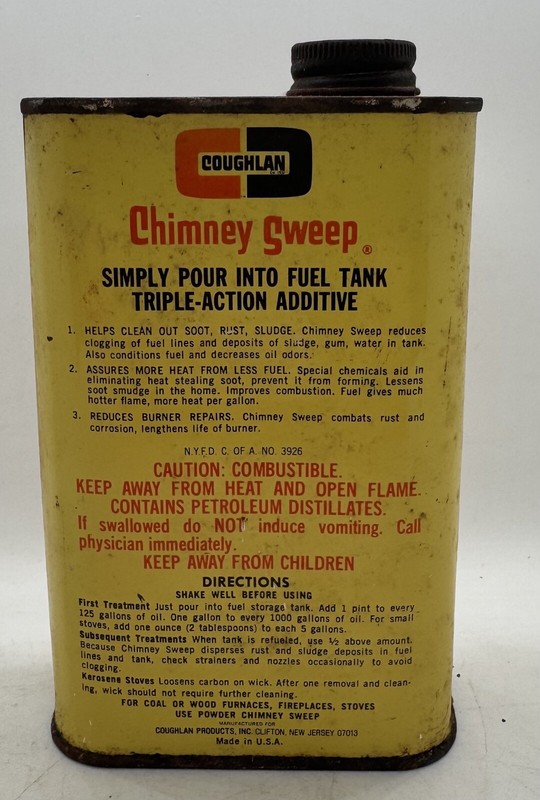 COUGHLAN
Chimney Sweep ®
SIMPLY POUR INTO FUEL TANK
TRIPLE-ACTION ADDITIVE
1. HELPS CLEAN OUT SOOT, RUST, SLUDGE. Chimney Sweep reduces
clogging of fuel lines and deposits of sludge, gum, water in tank.
Also conditions fuel and decreases oil odors.
2. ASSURES MORE HEAT FROM LESS FUEL. Special chemicals aid in
eliminating heat stealing soot, prevent it from forming. Lessens
soot smudge in the home. Improves combustion. Fuel gives much
hotter flame, more heat per gallon.
3. REDUCES BURNER REPAIRS. Chimney Sweep combats rust and
corrosion, lengthens life of burner.
N.Y.F.D. C. OF A. NO. 3926
CAUTION: COMBUSTIBLE.
KEEP AWAY FROM HEAT AND OPEN FLAME.
CONTAINS PETROLEUM DISTILLATES.
If swallowed do NOT induce vomiting. Call
physician immediately.
KEEP AWAY FROM CHILDREN
DIRECTIONS
SHAKE WELL BEFORE USING
First Treatment Just pour into fuel storage tank. Add 1 pint to every
125 gallons of oil. One gallon to every 1000 gallons of oil. For small
stoves, add one ounce (2 tablespoons) to each 5 gallons.
Subsequent Treatments When tank is refueled, use ½ above amount.
Because Chimney Sweep disperses rust and sludge deposits in fuel
lines and tank, check strainers and nozzles occasionally to avoid
clogging.
Kerosene Stoves Loosens carbon on wick. After one removal and clean-
ing, wick should not require further cleaning.
FOR COAL OR WOOD FURNACES, FIREPLACES, STOVES
USE POWDER CHIMNEY SWEEP
MANUFACTURED FOR
COUGHLAN PRODUCTS, INC. CLIFTON, NEW JERSEY 07013
Made in U.S.A.